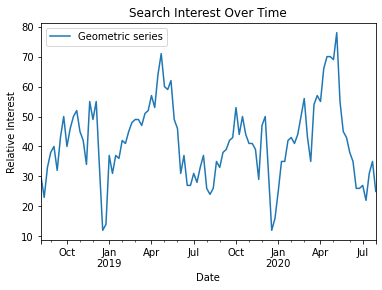 Search Interest Over Time
Geometric series
Relative Interest
80
70
60
50
40
30
20
10
Oct Jan Apr Jul Oct Jan Apr Jul
2019 2020
Date